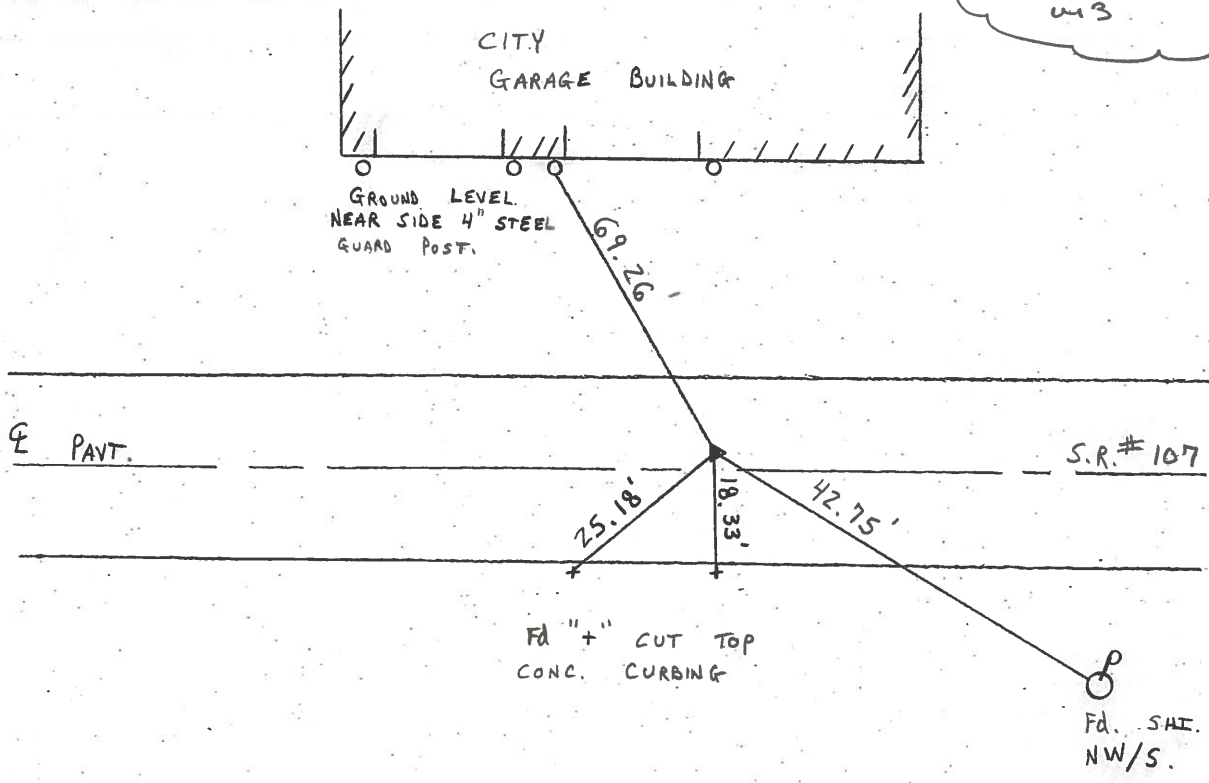 CITY
GARAGE BUILDING
GROUND LEVEL.
NEAR SIDE 4" STEEL
GUARD POST.
69.26'
℄ PAVT.
S.R. # 107
25.18'
18.33'
42.75'
Fd "+" CUT TOP
CONC. CURBING
P
Fd.
NW/S.